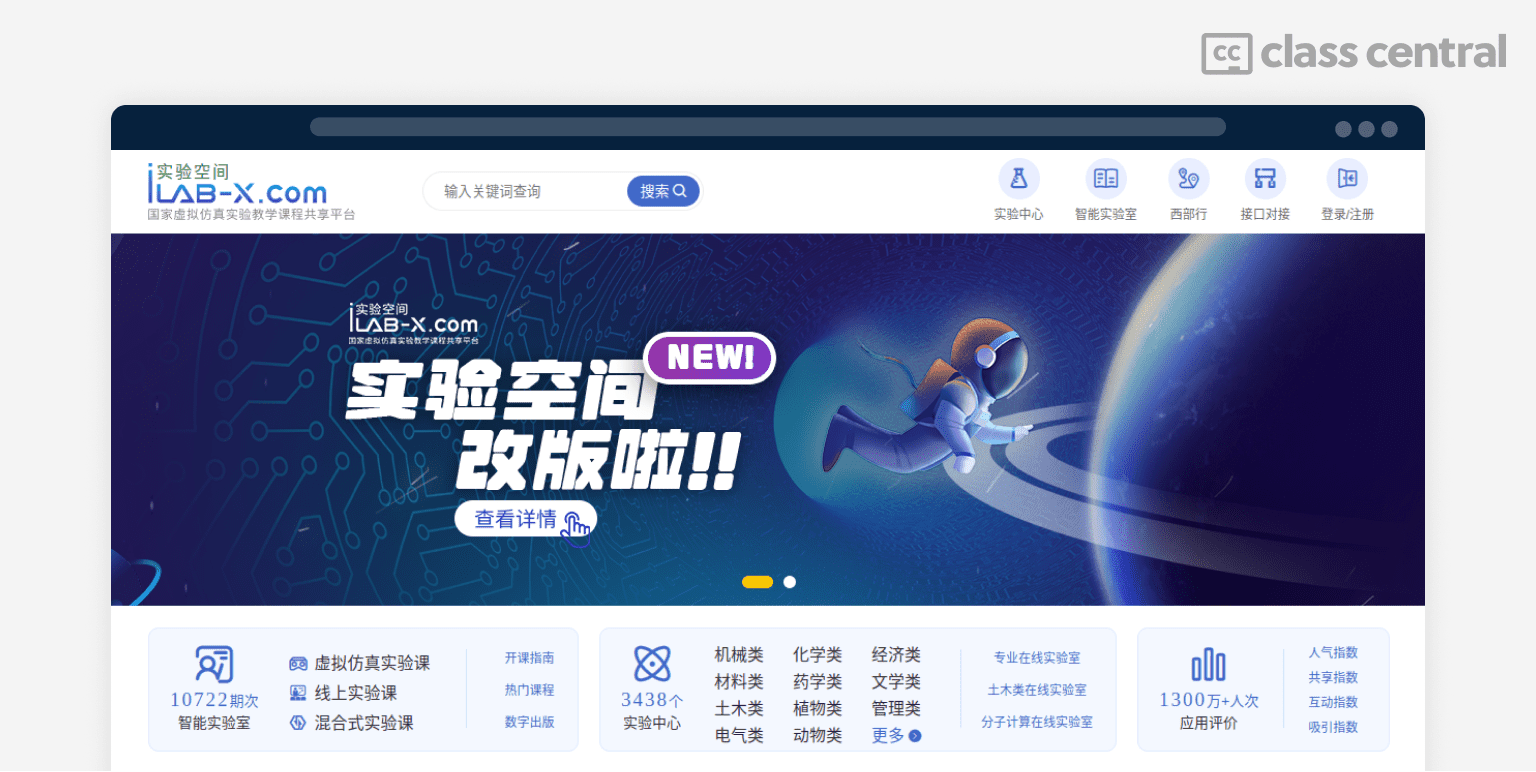 cc class central
实验空间
iLAB-X.com
国家虚拟仿真实验教学课程共享平台
输入关键词查询
搜索
实验中心
智能实验室
西部行
接口对接
登录/注册
实验空间
iLAB-X.com
国家虚拟仿真实验教学课程共享平台
NEW!
实验空间
改版啦!!
查看详情
10722期次
智能实验室
虚拟仿真实验课
线上实验课
混合式实验课
开课指南
热门课程
数字出版
3438个
实验中心
机械类 化学类 经济类
材料类 药学类 文学类
土木类 植物类 管理类
电气类 动物类 更多
专业在线实验室
土木类在线实验室
分子计算在线实验室
1300万+人次
应用评价
人气指数
共享指数
互动指数
吸引指数